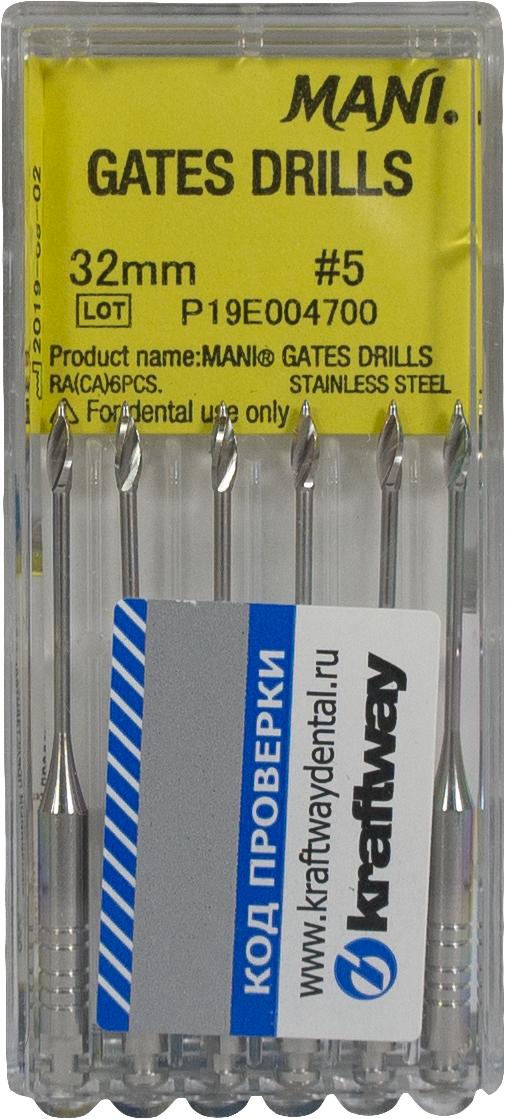 MANI.
GATES DRILLS
32mm #5
LOT P19E004700
Product name:MANI® GATES DRILLS
RA(CA)6PCS. STAINLESS STEEL
For dental use only
КОД ПРОВЕРКИ
www.kraftwaydental.ru
kraftway